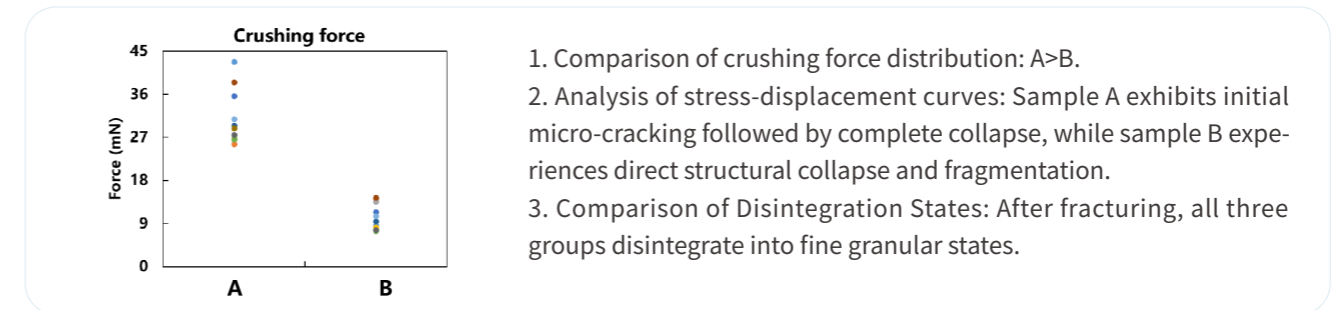 Crushing force
45
36
27
18
9
0
Force (mN)
A
B
1. Comparison of crushing force distribution: A>B.
2. Analysis of stress-displacement curves: Sample A exhibits initial
micro-cracking followed by complete collapse, while sample B expe-
riences direct structural collapse and fragmentation.
3. Comparison of Disintegration States: After fracturing, all three
groups disintegrate into fine granular states.